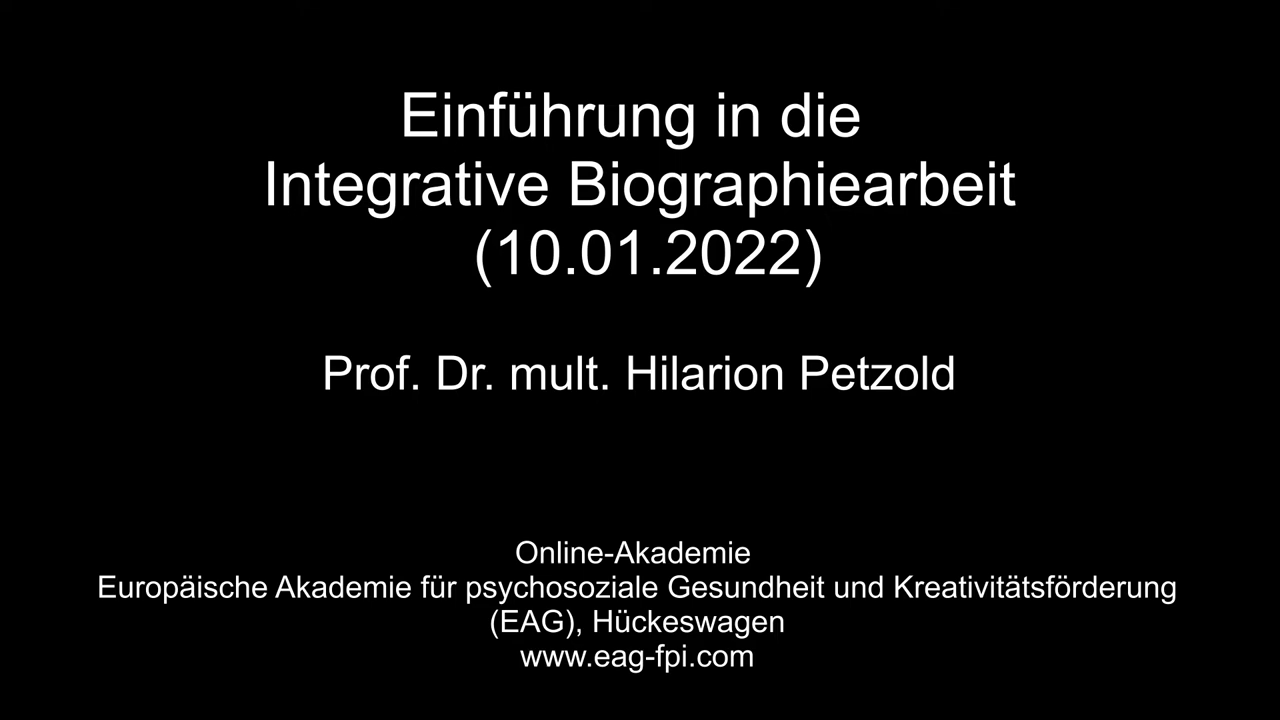 Einführung in die
Integrative Biographiearbeit
(10.01.2022)
Prof. Dr. mult. Hilarion Petzold
Online-Akademie
Europäische Akademie für psychosoziale Gesundheit und Kreativitätsförderung
(EAG), Hückeswagen
www.eag-fpi.com